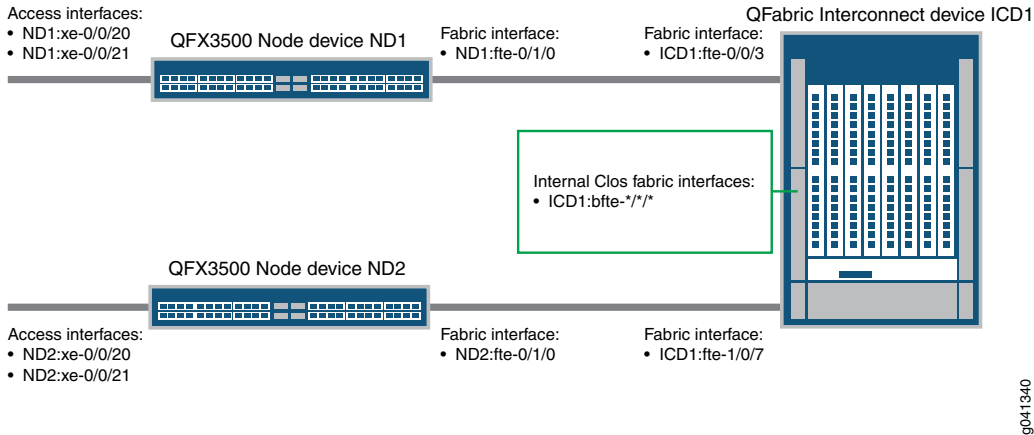 Access interfaces:
• ND1:xe-0/0/20
• ND1:xe-0/0/21
QFX3500 Node device ND1
Fabric interface:
• ND1:fte-0/1/0
Fabric interface:
• ICD1:fte-0/0/3
QFabric Interconnect device ICD1
Internal Clos fabric interfaces:
• ICD1:bfte-*/*/*
QFX3500 Node device ND2
Access interfaces:
• ND2:xe-0/0/20
• ND2:xe-0/0/21
Fabric interface:
• ND2:fte-0/1/0
Fabric interface:
• ICD1:fte-1/0/7
g041340